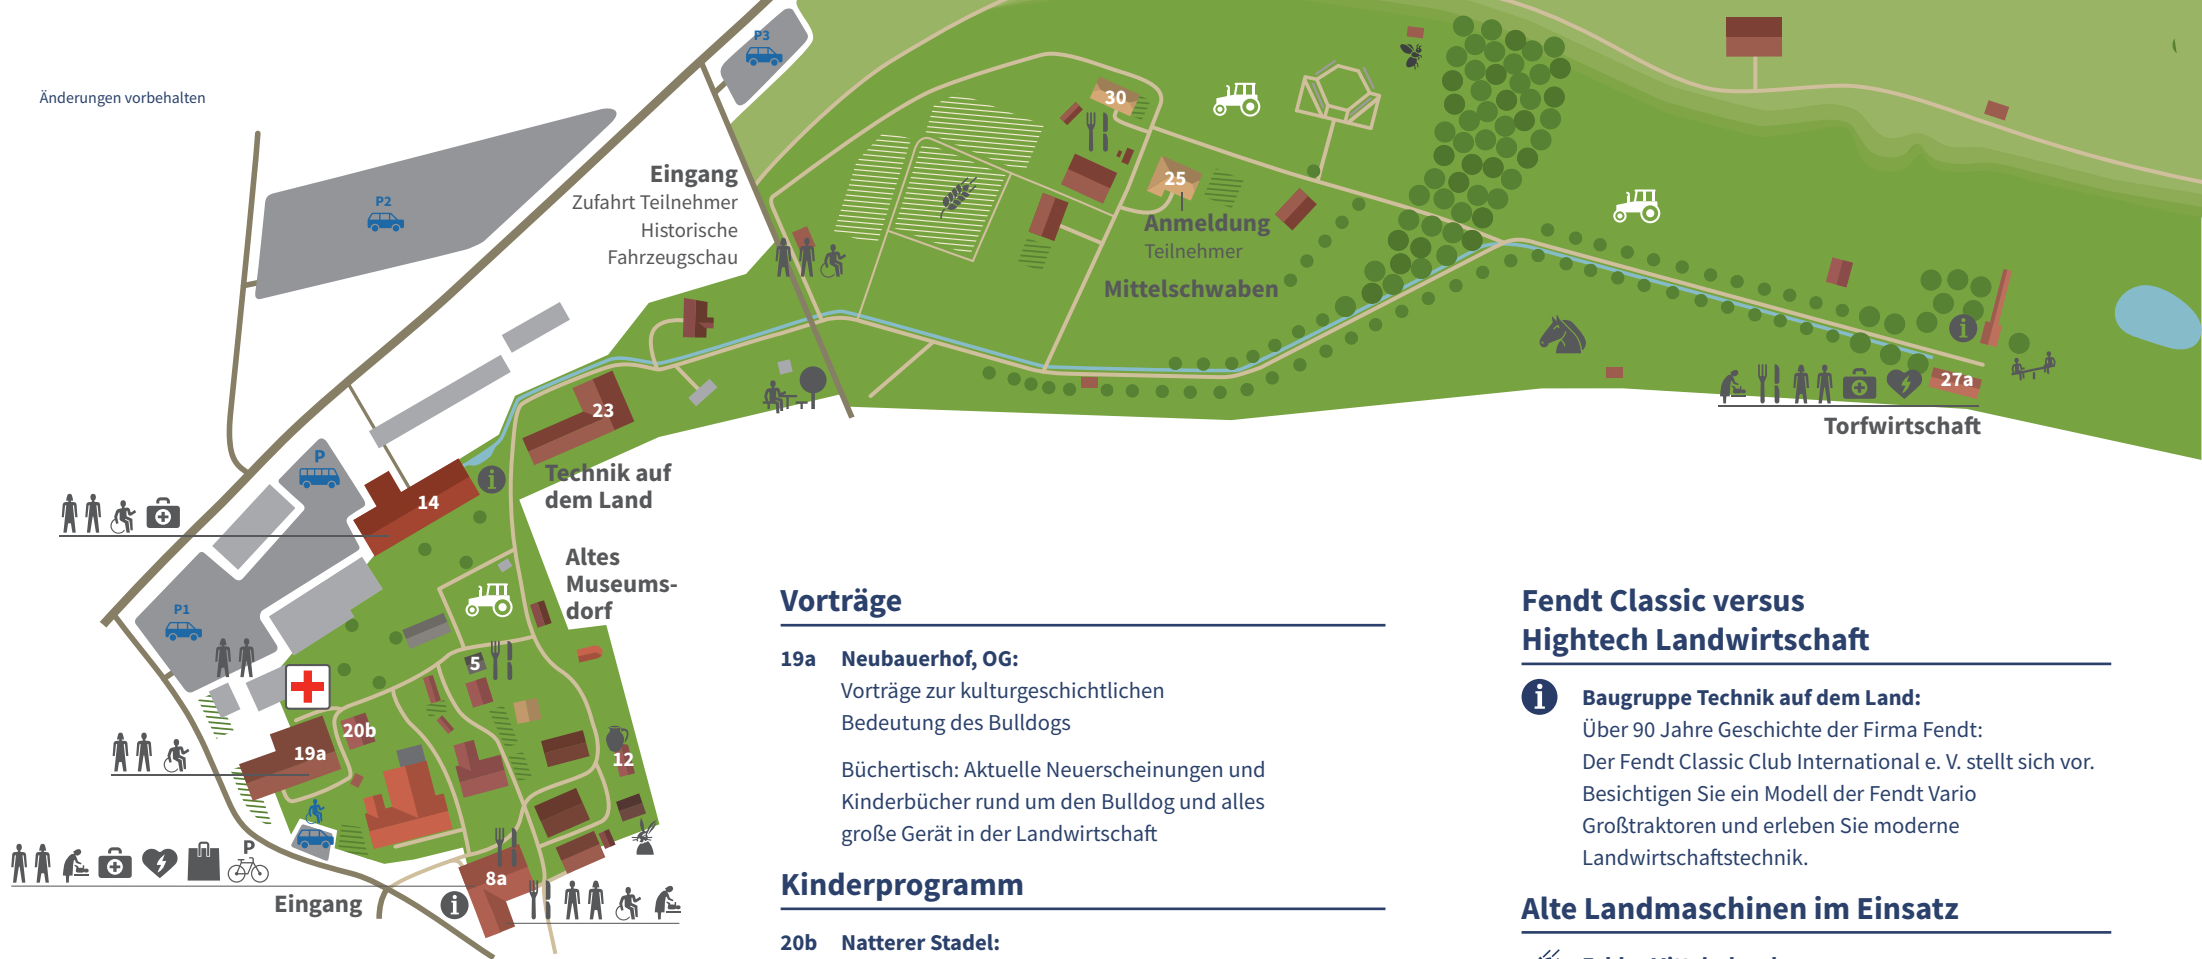 Änderungen vorbehalten
P3
P2
Eingang
Zufahrt Teilnehmer
Historische
Fahrzeugschau
30
25
Anmeldung
Teilnehmer
Mittelschwaben
27a
Torfwirtschaft
23
Technik auf
dem Land
P
14
Altes
Museums-
dorf
P1
5
20b
19a
12
P
8a
Eingang
Vorträge
19a Neubauerhof, OG:
Vorträge zur kulturgeschichtlichen
Bedeutung des Bulldogs
Büchertisch: Aktuelle Neuerscheinungen und
Kinderbücher rund um den Bulldog und alles
große Gerät in der Landwirtschaft
Kinderprogramm
20b Natterer Stadel:
Fendt Classic versus
Hightech Landwirtschaft
Baugruppe Technik auf dem Land:
Über 90 Jahre Geschichte der Firma Fendt:
Der Fendt Classic Club International e. V. stellt sich vor.
Besichtigen Sie ein Modell der Fendt Vario
Großtraktoren und erleben Sie moderne
Landwirtschaftstechnik.
Alte Landmaschinen im Einsatz